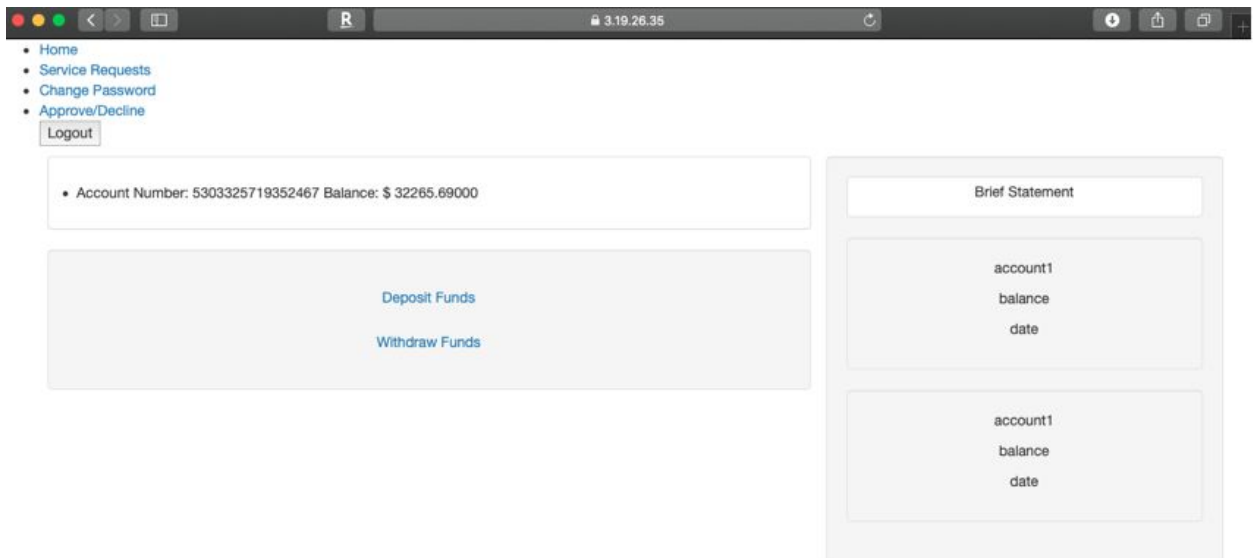 R
3.19.26.35
Home
Service Requests
Change Password
Approve/Decline
Logout
Account Number: 5303325719352467 Balance: $ 32265.69000
Deposit Funds
Withdraw Funds
Brief Statement
account1
balance
date
account1
balance
date